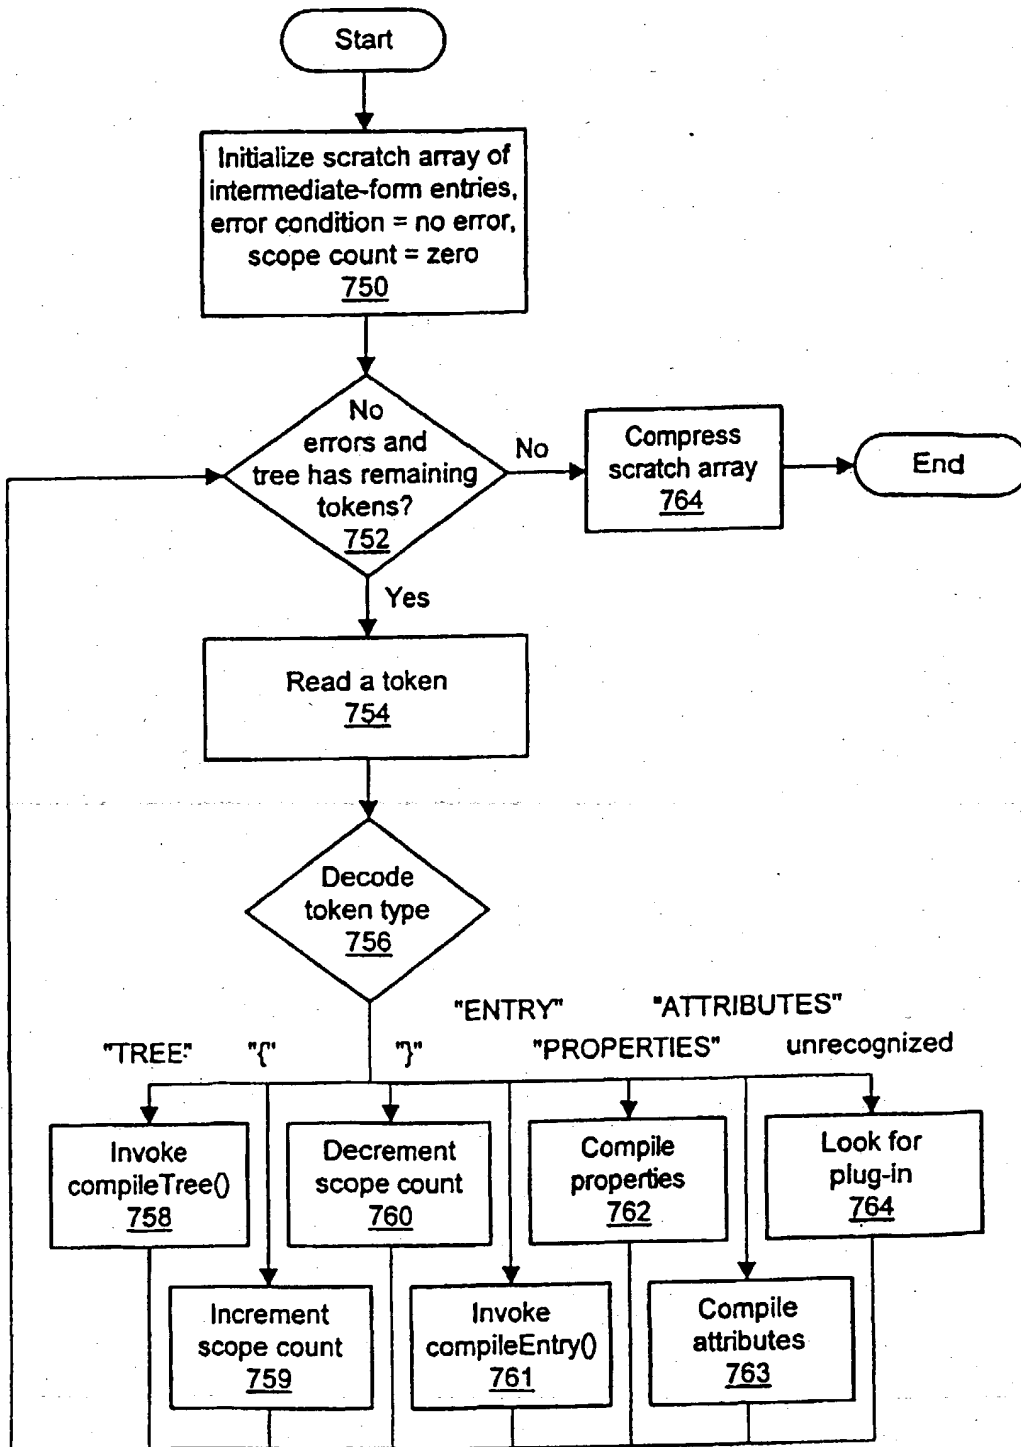 Start
Initialize scratch array of
intermediate-form entries,
error condition = no error,
scope count = zero
750
No
errors and
tree has remaining
tokens?
752
No
Compress
scratch array
764
End
Yes
Read a token
754
Decode
token type
756
"ENTRY"
"ATTRIBUTES"
"TREE"
"{"
"}"
"PROPERTIES"
unrecognized
Invoke
compileTree()
758
Decrement
scope count
760
Compile
properties
762
Look for
plug-in
764
Increment
scope count
759
Invoke
compileEntry()
761
Compile
attributes
763